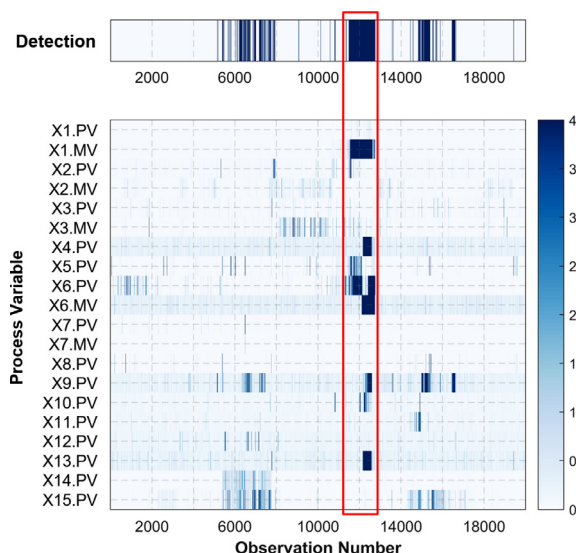 Detection
2000 6000 10000 14000 18000
Process Variable
X1.PV
X1.MV
X2.PV
X2.MV
X3.PV
X3.MV
X4.PV
X5.PV
X6.PV
X6.MV
X7.PV
X7.MV
X8.PV
X9.PV
X10.PV
X11.PV
X12.PV
X13.PV
X14.PV
X15.PV
2000 6000 10000 14000 18000
Observation Number
4
3
3
2
2
1
1
0
0